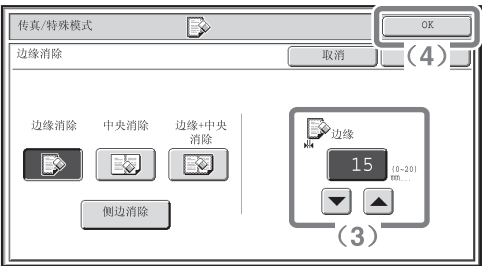 传真/特殊模式
OK
边缘消除
取消
(4)
边缘消除
中央消除
边缘+中央
消除
边缘
15
(0~20)
mm
侧边消除
(3)